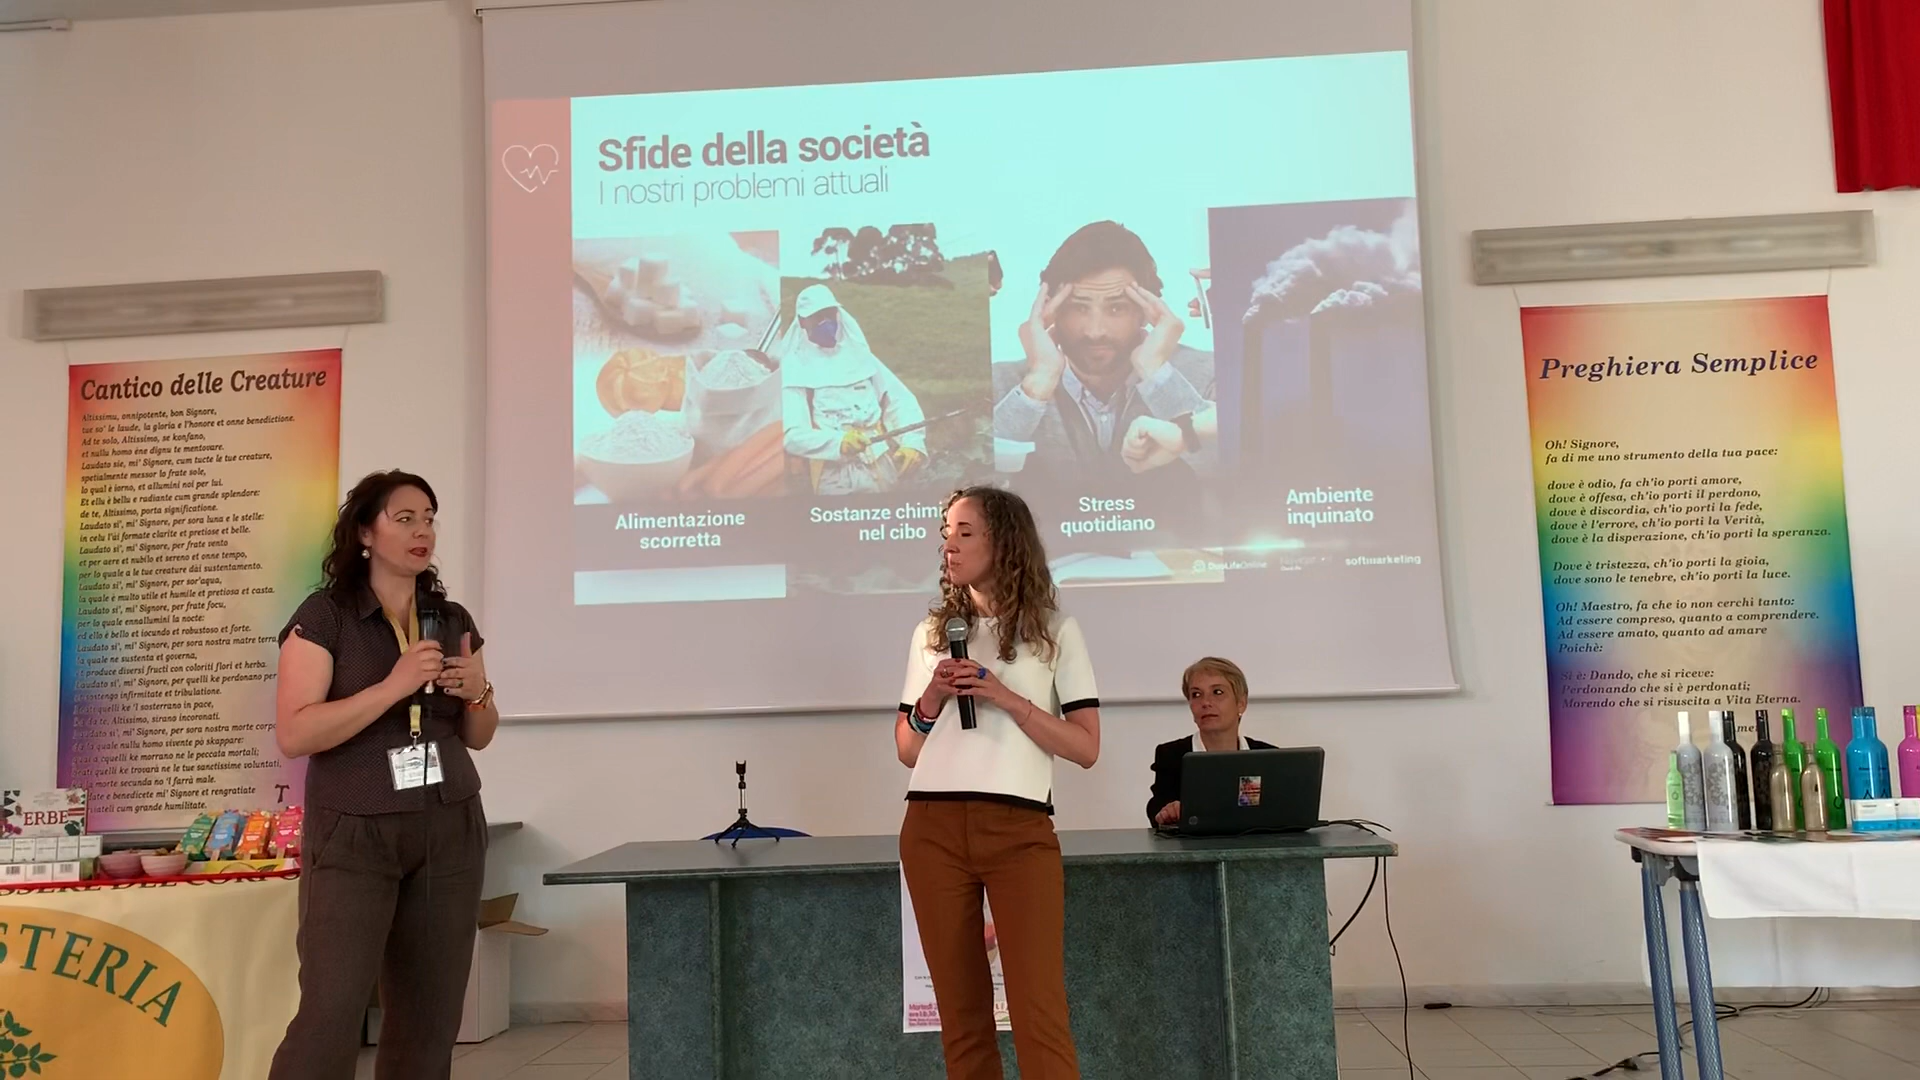 Sfide della società
I nostri problemi attuali
Alimentazione
scorretta
Sostanze chimi
nel cibo
Stress
quotidiano
Ambiente
inquinato
DuoLifeOnline
softmarketing
Cantico delle Creature
Altissimu, onnipotente, bon Signore,
tue so' le laude, la gloria e l'honore et onne benedictione.
Ad te solo, Altissimo, se konfano,
et nullu homo ène dignu te mentovare.
Laudato sie, mi' Signore, cum tucte le tue creature,
spetialmente messor lo frate sole,
lo qual è iorno, et allumini noi per lui.
Et ellu è bellu e radiante cum grande splendore:
de te, Altissimo, porta significatione.
Laudato si', mi' Signore, per sora luna e le stelle:
in celu l'ài formate clarite et pretiose et belle.
Laudato si', mi' Signore, per frate vento
et per aere et nubilo et sereno et onne tempo,
per lo quale a le tue creature dài sustentamento.
Laudato si', mi' Signore, per sor'aqua,
la quale è multo utile et humile et pretiosa et casta.
Laudato si', mi' Signore, per frate focu,
per lo quale ennallumini la nocte:
ed ello è bello et iocundo et robustoso et forte.
Laudato si', mi' Signore, per sora nostra matre terra,
la quale ne sustenta et governa,
et produce diversi fructi con coloriti flori et herba.
Laudato si', mi' Signore, per quelli ke perdonano per
sostengo infirmitate et tribulatione.
quelli ke 'l sosterrano in pace,
da te, Altissimo, sirano incoronati.
Laudato si', mi' Signore, per sora nostra morte corpo
da la quale nullu homo vivente pò skappare:
guai a cquelli ke morrano ne le peccata mortali;
beati quelli ke trovarà ne le tue sanctissime voluntati,
la morte secunda no 'l farrà male.
date e benedicete mi' Signore et rengratiate
serviateli cum grande humilitate.
T
Preghiera Semplice
Oh! Signore,
fa di me uno strumento della tua pace:
dove è odio, fa ch'io porti amore,
dove è offesa, ch'io porti il perdono,
dove è discordia, ch'io porti la fede,
dove è l'errore, ch'io porti la Verità,
dove è la disperazione, ch'io porti la speranza.
Dove è tristezza, ch'io porti la gioia,
dove sono le tenebre, ch'io porti la luce.
Oh! Maestro, fa che io non cerchi tanto:
Ad essere compreso, quanto a comprendere.
Ad essere amato, quanto ad amare
Poichè:
Si è: Dando, che si riceve:
Perdonando che si è perdonati;
Morendo che si risuscita a Vita Eterna.
ERBE
SSERE DEL CORP
STERIA
Martedì